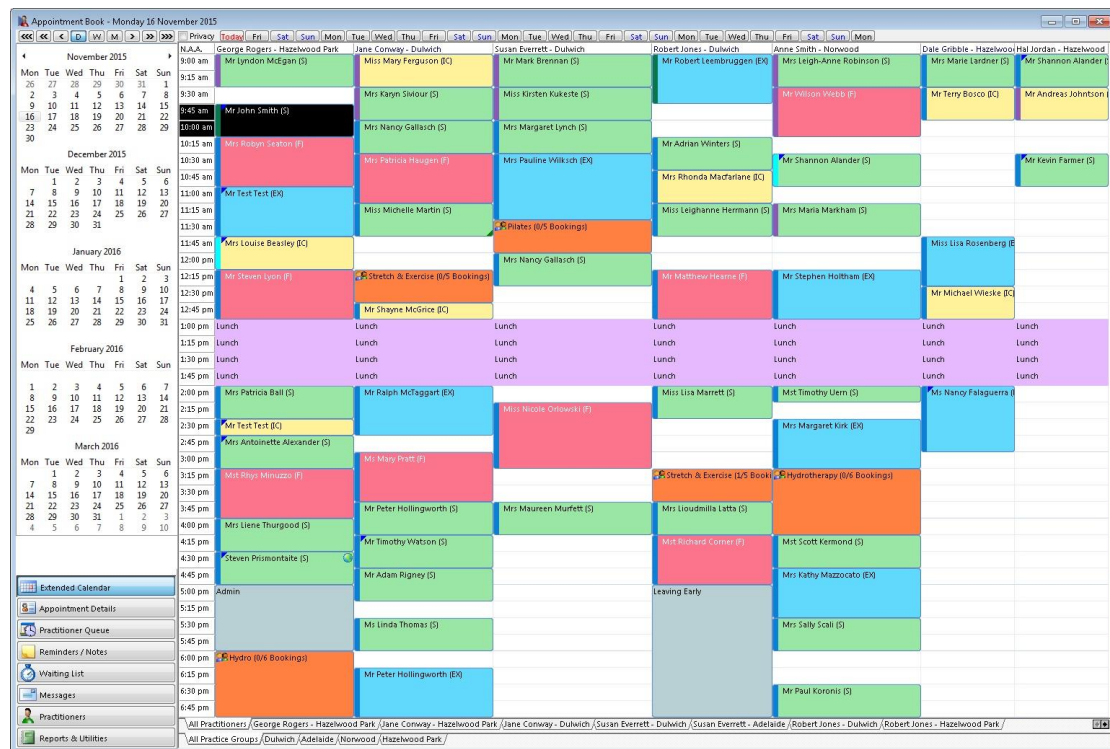 Appointment Book - Monday 16 November 2015
D W M Privacy Today Fri Sat Sun Mon Tue Wed Thu Fri Sat Sun Mon Tue Wed Thu Fri Sat Sun Mon Tue Wed Thu Fri Sat Sun Mon
N.A.A. George Rogers - Hazelwood Park Jane Conway - Dulwich Susan Everrett - Dulwich Robert Jones - Dulwich Anne Smith - Norwood Dale Gribble - Hazelwoo Hal Jordan - Hazelwood
November 2015
Mon Tue Wed Thu Fri Sat Sun
26 27 28 29 30 31 1
2 3 4 5 6 7 8
9 10 11 12 13 14 15
16 17 18 19 20 21 22
23 24 25 26 27 28 29
30
December 2015
Mon Tue Wed Thu Fri Sat Sun
1 2 3 4 5 6
7 8 9 10 11 12 13
14 15 16 17 18 19 20
21 22 23 24 25 26 27
28 29 30 31
January 2016
Mon Tue Wed Thu Fri Sat Sun
1 2 3
4 5 6 7 8 9 10
11 12 13 14 15 16 17
18 19 20 21 22 23 24
25 26 27 28 29 30 31
February 2016
Mon Tue Wed Thu Fri Sat Sun
1 2 3 4 5 6 7
8 9 10 11 12 13 14
15 16 17 18 19 20 21
22 23 24 25 26 27 28
29
March 2016
Mon Tue Wed Thu Fri Sat Sun
1 2 3 4 5 6
7 8 9 10 11 12 13
14 15 16 17 18 19 20
21 22 23 24 25 26 27
28 29 30 31 1 2 3
4 5 6 7 8 9 10
Extended Calendar
Appointment Details
Practitioner Queue
Reminders / Notes
Waiting List
Messages
Practitioners
Reports & Utilities
9:00 am Mr Lyndon McEgan (S) Miss Mary Ferguson (IC) Mr Mark Brennan (S) Mr Robert Leembruggen (EX) Mrs Leigh-Anne Robinson (S) Mrs Marie Lardner (S) Mr Shannon Alander (
9:15 am
9:30 am Mrs Karyn Siviour (S) Miss Kirsten Kukeste (S) Mr Wilson Webb (F) Mr Terry Bosco (IC) Mr Andreas Johntson (
9:45 am Mr John Smith (S)
10:00 am Mrs Nancy Gallasch (S) Mrs Margaret Lynch (S)
10:15 am Mrs Robyn Seaton (F) Mr Adrian Winters (S)
10:30 am Mrs Patricia Haugen (F) Mrs Pauline Wilksch (EX) Mr Shannon Alander (S) Mr Kevin Farmer (S)
10:45 am Mrs Rhonda Macfarlane (IC)
11:00 am Mr Test Test (EX)
11:15 am Miss Michelle Martin (S) Miss Leighanne Herrmann (S) Mrs Maria Markham (S)
11:30 am Pilates (0/5 Bookings)
11:45 am Mrs Louise Beasley (IC) Miss Lisa Rosenberg (E
12:00 pm Mrs Nancy Gallasch (S)
12:15 pm Mr Steven Lyon (F) Stretch & Exercise (0/5 Bookings) Mr Matthew Hearne (F) Mr Stephen Holtham (EX)
12:30 pm Mr Michael Wieske (IC)
12:45 pm Mr Shayne McGrice (IC)
1:00 pm Lunch Lunch Lunch Lunch Lunch Lunch Lunch
1:15 pm Lunch Lunch Lunch Lunch Lunch Lunch Lunch
1:30 pm Lunch Lunch Lunch Lunch Lunch Lunch Lunch
1:45 pm Lunch Lunch Lunch Lunch Lunch Lunch Lunch
2:00 pm Mrs Patricia Ball (S) Mr Ralph McTaggart (EX) Miss Lisa Marrett (S) Mst Timothy Uern (S) Ms Nancy Falaguerra (
2:15 pm Miss Nicole Orlowski (F)
2:30 pm Mr Test Test (IC) Mrs Margaret Kirk (EX)
2:45 pm Mrs Antoinette Alexander (S)
3:00 pm Ms Mary Pratt (F)
3:15 pm Mst Rhys Minuzzo (F) Stretch & Exercise (1/5 Booki Hydrotherapy (0/6 Bookings)
3:30 pm
3:45 pm Mr Peter Hollingworth (S) Mrs Maureen Murfett (S) Mrs Lioudmilla Latta (S)
4:00 pm Mrs Liene Thurgood (S)
4:15 pm Mr Timothy Watson (S) Mst Richard Corner (F) Mst Scott Kermond (S)
4:30 pm Steven Prismontaite (S)
4:45 pm Mr Adam Rigney (S) Mrs Kathy Mazzocato (EX)
5:00 pm Admin Leaving Early
5:15 pm
5:30 pm Ms Linda Thomas (S) Mrs Sally Scali (S)
5:45 pm
6:00 pm Hydro (0/6 Bookings)
6:15 pm Mr Peter Hollingworth (EX)
6:30 pm Mr Paul Koronis (S)
6:45 pm
All Practitioners George Rogers - Hazelwood Park Jane Conway - Hazelwood Park Jane Conway - Dulwich Susan Everrett - Dulwich Susan Everrett - Adelaide Robert Jones - Dulwich Robert Jones - Hazelwood Park
All Practice Groups Dulwich Adelaide Norwood Hazelwood Park